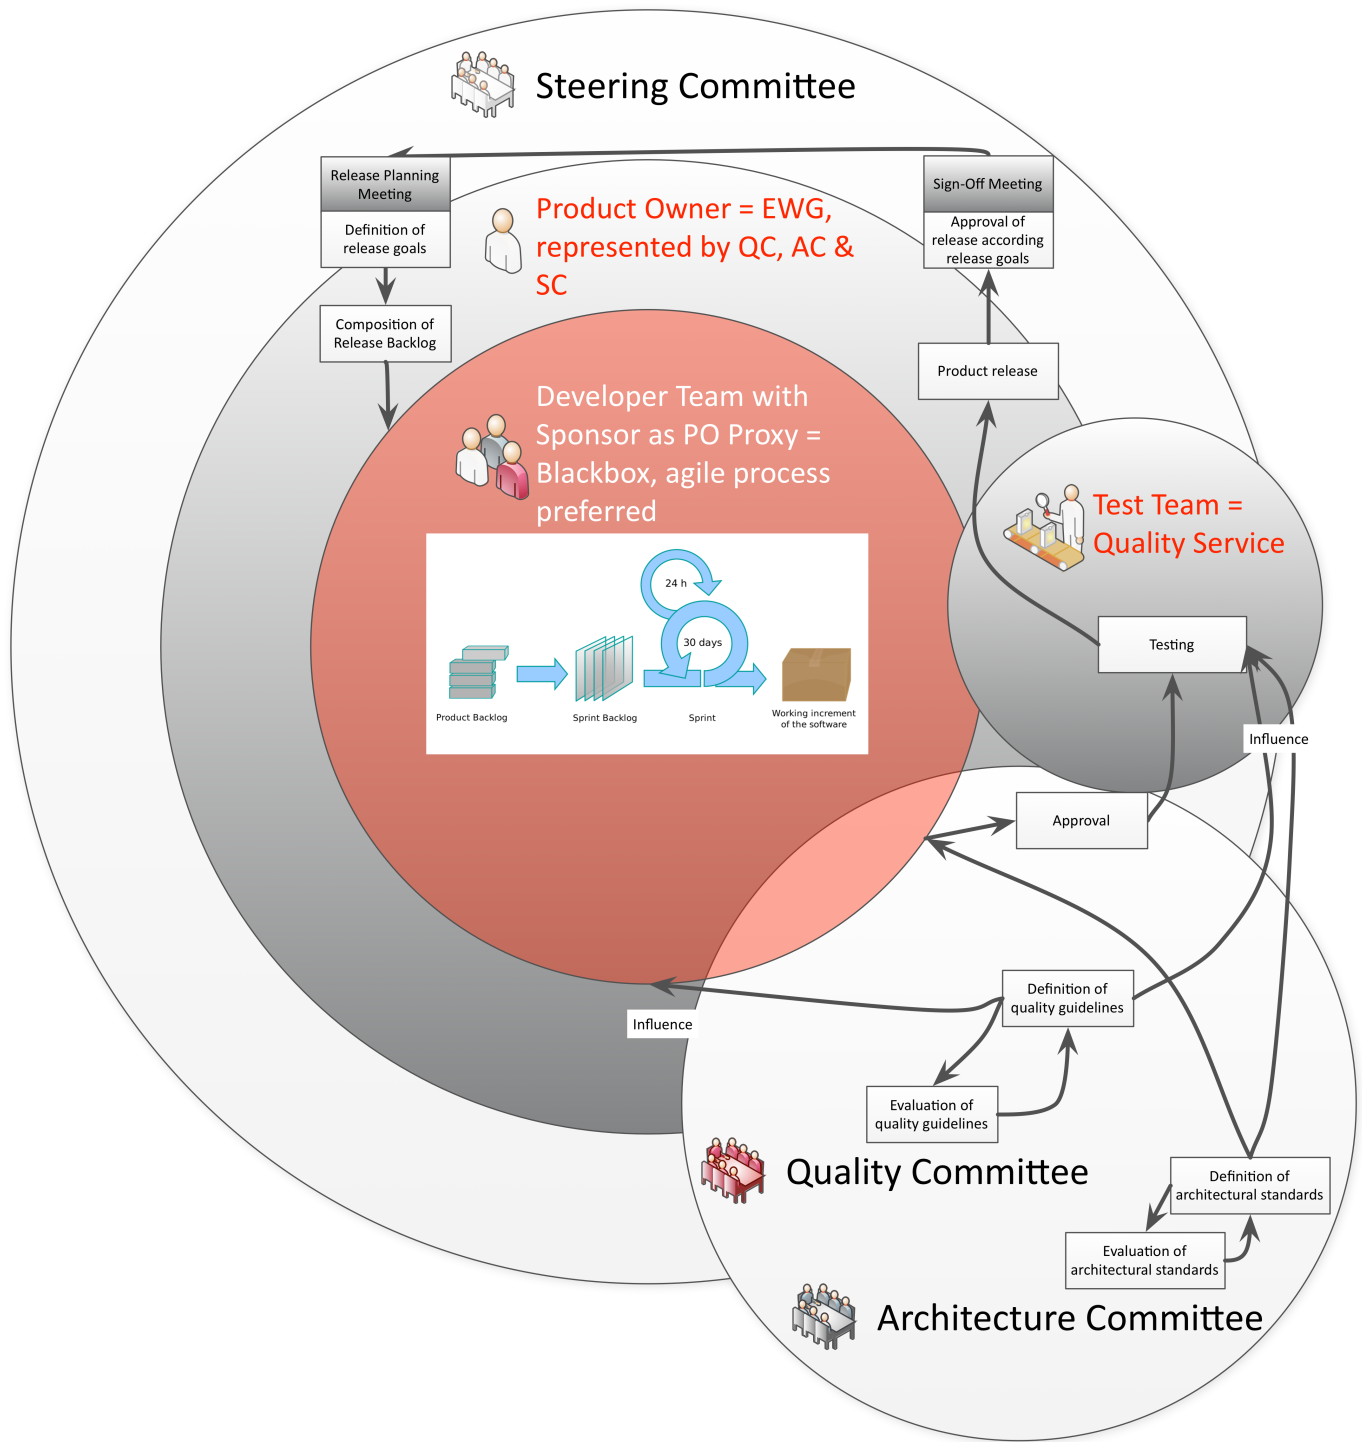 Steering Committee
Release Planning
Meeting
Definition of
release goals
Sign-Off Meeting
Approval of
release according
release goals
Product Owner = EWG,
represented by QC, AC &
SC
Composition of
Release Backlog
Product release
Developer Team with
Sponsor as PO Proxy =
Blackbox, agile process
preferred
Test Team =
Quality Service
24 h
30 days
Product Backlog
Sprint Backlog
Sprint
Working increment
of the software
Testing
Influence
Approval
Definition of
quality guidelines
Influence
Evaluation of
quality guidelines
Quality Committee
Definition of
architectural standards
Evaluation of
architectural standards
Architecture Committee